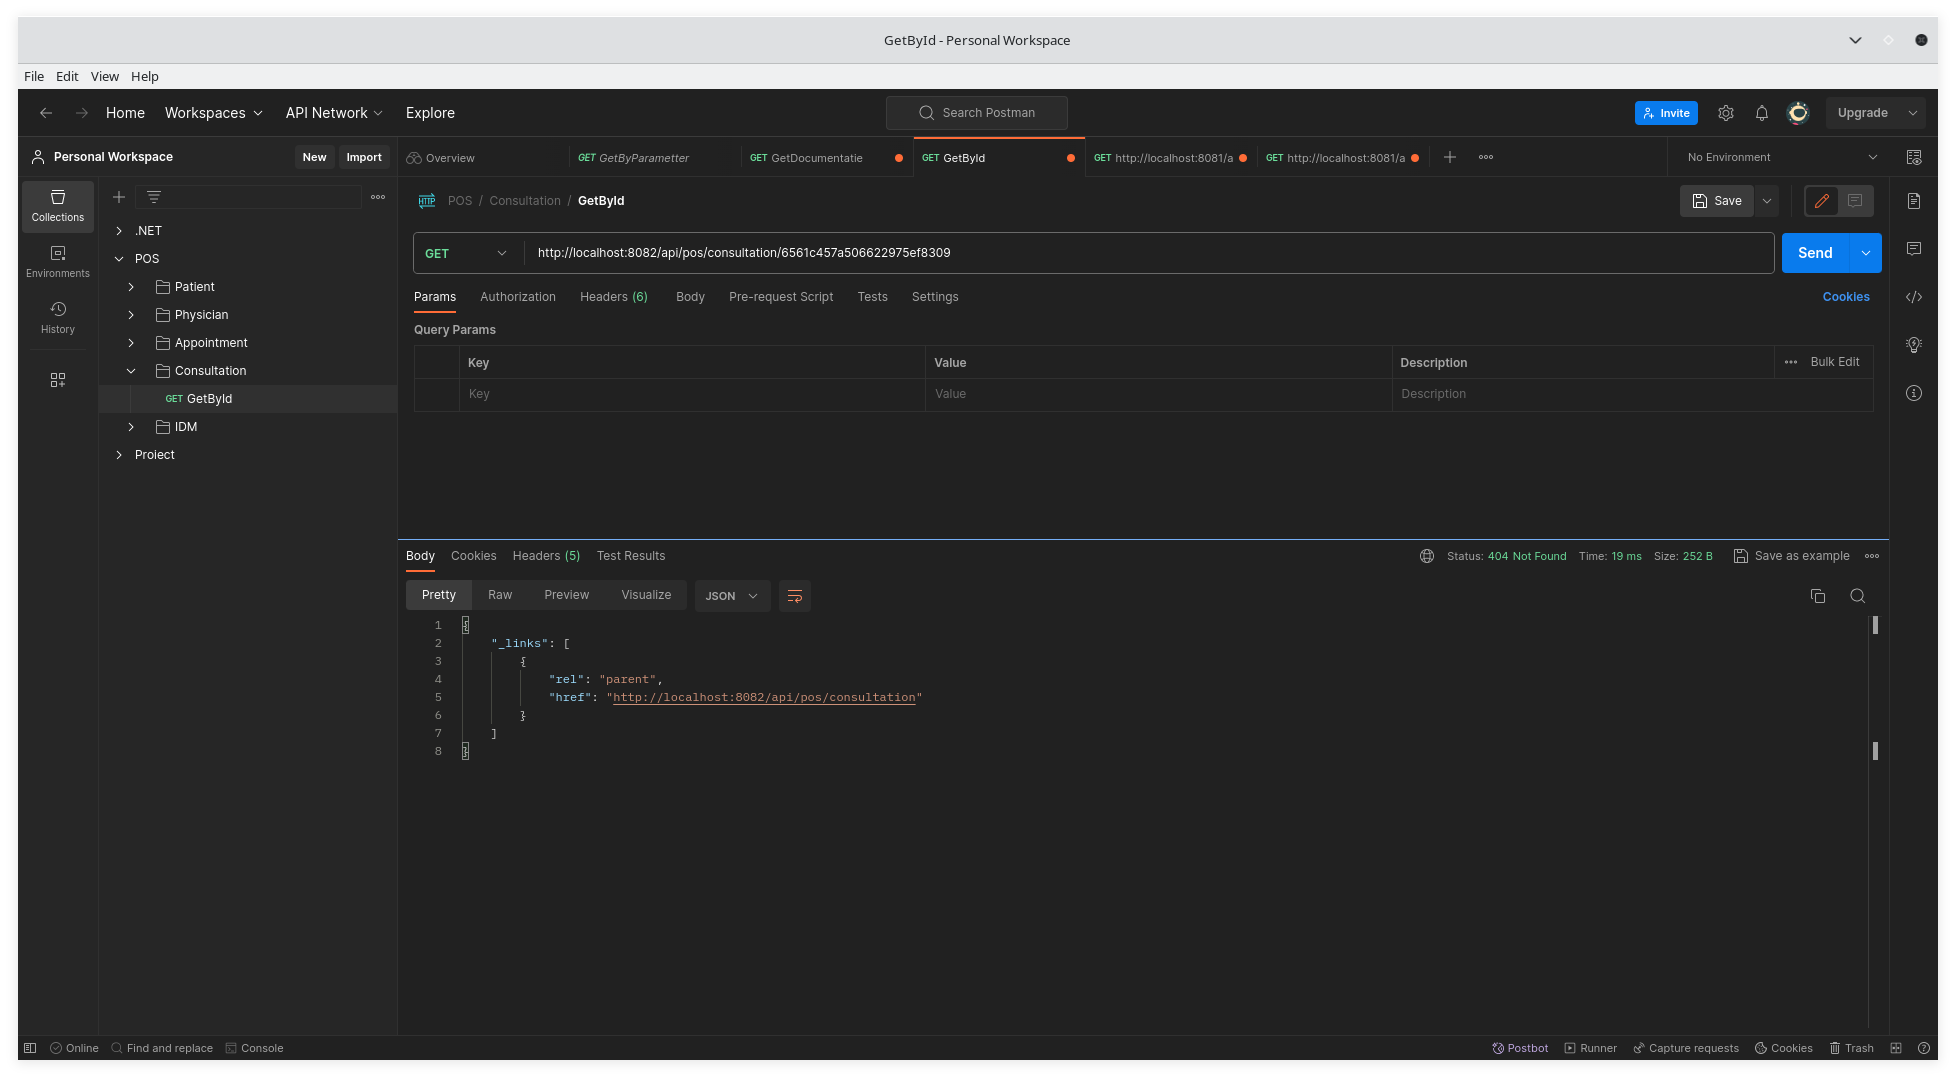 GetById - Personal Workspace
File Edit View Help
Home Workspaces API Network Explore Search Postman Invite Upgrade
Personal Workspace New Import
Overview GET GetByParametter GET GetDocumentatie GET GetById GET http://localhost:8081/a GET http://localhost:8081/a No Environment
Collections
Environments
History
.NET
POS
Patient
Physician
Appointment
Consultation
GET GetById
IDM
Proiect
HTTP POS / Consultation / GetById Save
GET http://localhost:8082/api/pos/consultation/6561c457a506622975ef8309 Send
Params Authorization Headers (6) Body Pre-request Script Tests Settings Cookies
Query Params
Key Value Description Bulk Edit
Key Value Description
Body Cookies Headers (5) Test Results Status: 404 Not Found Time: 19 ms Size: 252 B Save as example
Pretty Raw Preview Visualize JSON
1 {
2 "_links": [
3 {
4 "rel": "parent",
5 "href": "http://localhost:8082/api/pos/consultation"
6 }
7 ]
8 }
Online Find and replace Console Postbot Runner Capture requests Cookies Trash